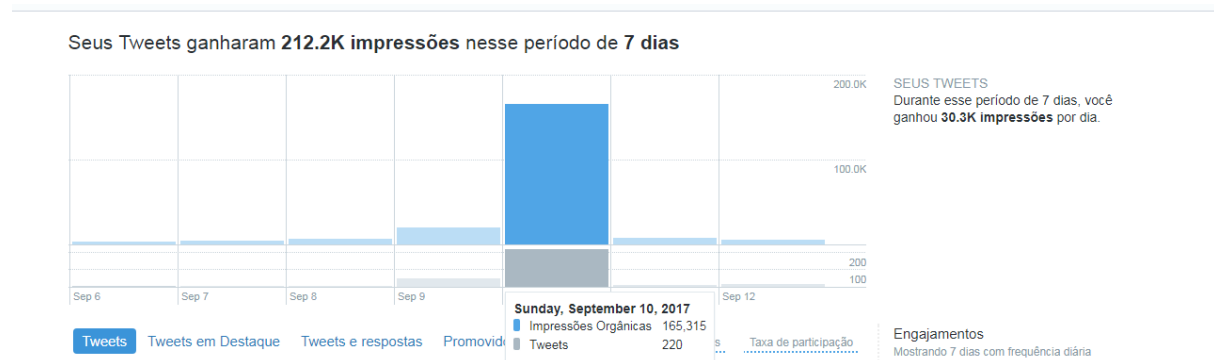 Seus Tweets ganharam 212.2K impressões nesse período de 7 dias
200.0K
100.0K
200
100
Sep 6
Sep 7
Sep 8
Sep 9
Sep 12
Sunday, September 10, 2017
Impressões Orgânicas 165,315
Tweets 220
SEUS TWEETS
Durante esse período de 7 dias, você
ganhou 30.3K impressões por dia.
Tweets Tweets em Destaque Tweets e respostas Taxa de participação
Engajamentos
Mostrando 7 dias com frequência diária